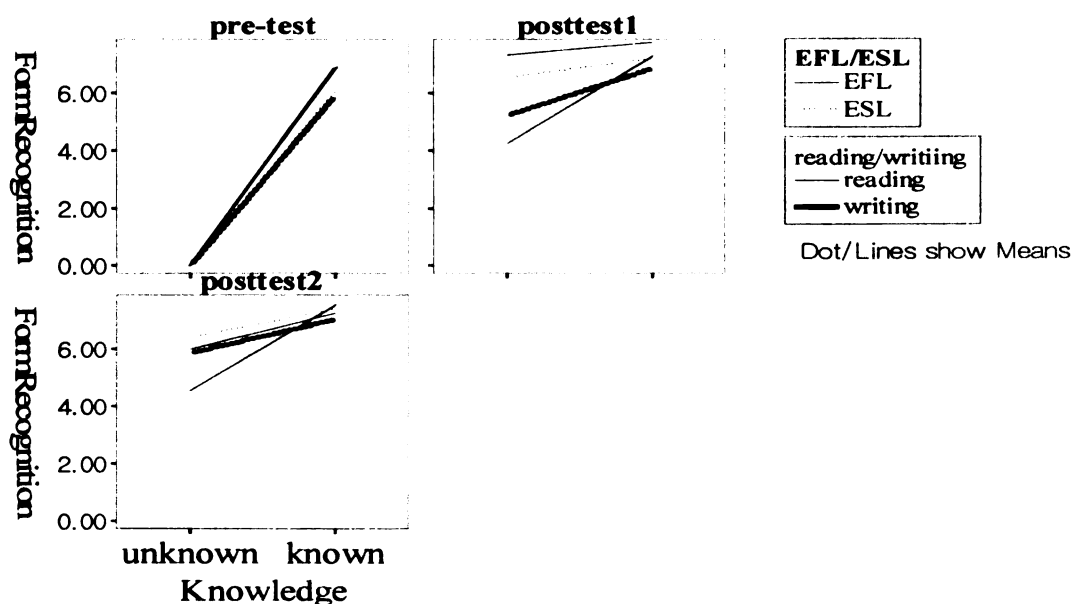 pre-test
posttest1
FormRecognition
6.00
4.00
2.00
0.00
EFL/ESL
EFL
ESL
reading/writiing
reading
writing
Dot/Lines show Means
posttest2
FormRecognition
6.00
4.00
2.00
0.00
unknown known
Knowledge